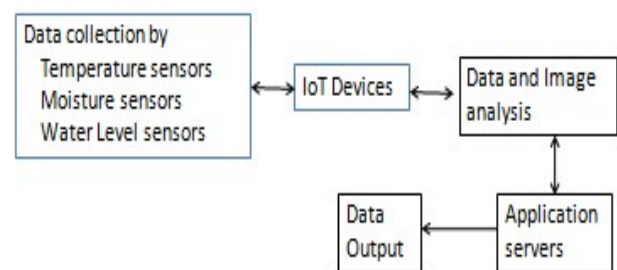 Data collection by
Temperature sensors
Moisture sensors
Water Level sensors
IoT Devices
Data and Image
analysis
Application
servers
Data
Output